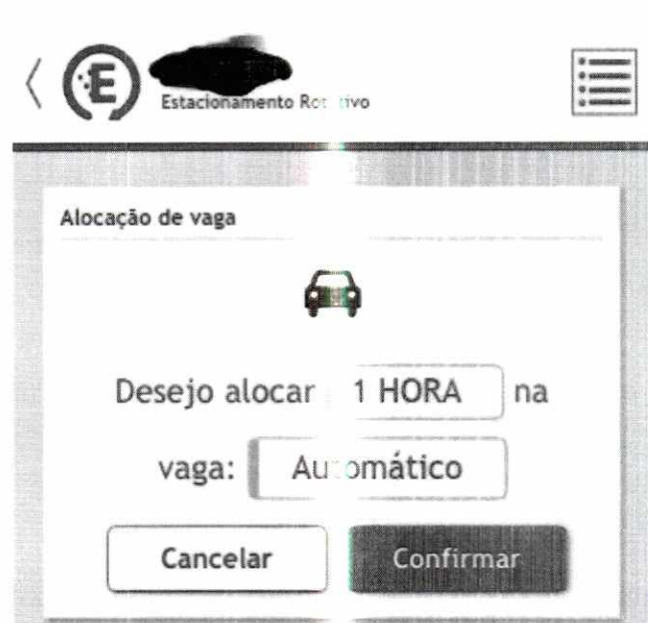 E
Estacionamento Rotativo
Alocação de vaga
Desejo alocar 1 HORA na
vaga: Automático
Cancelar Confirmar